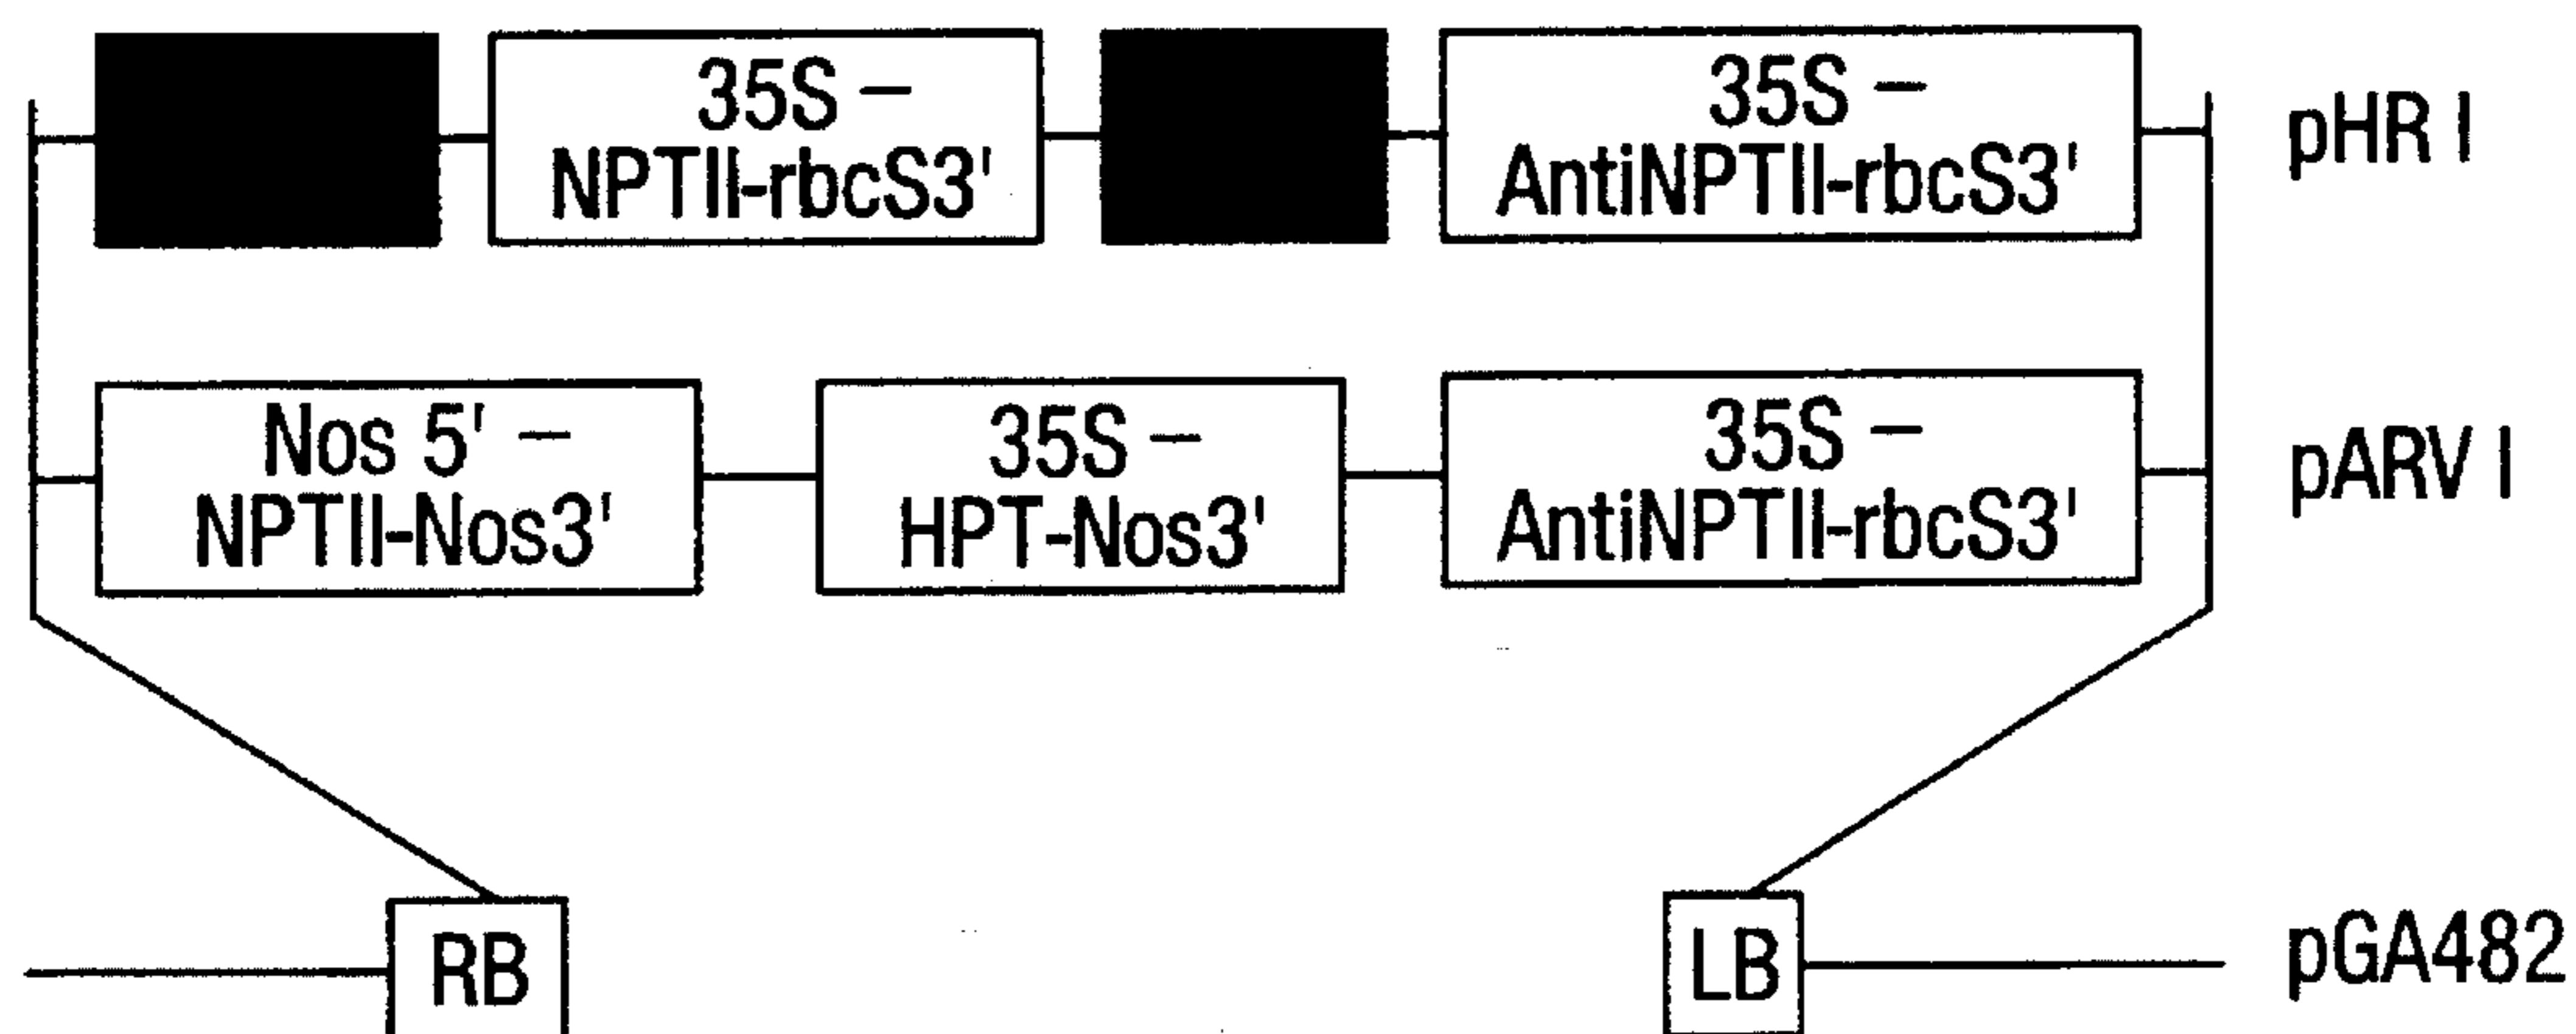 35S –
NPTII-rbcS3'
35S –
AntiNPTII-rbcS3'
pHR I
Nos 5' –
NPTII-Nos3'
35S –
HPT-Nos3'
35S –
AntiNPTII-rbcS3'
pARV I
RB
LB
pGA482